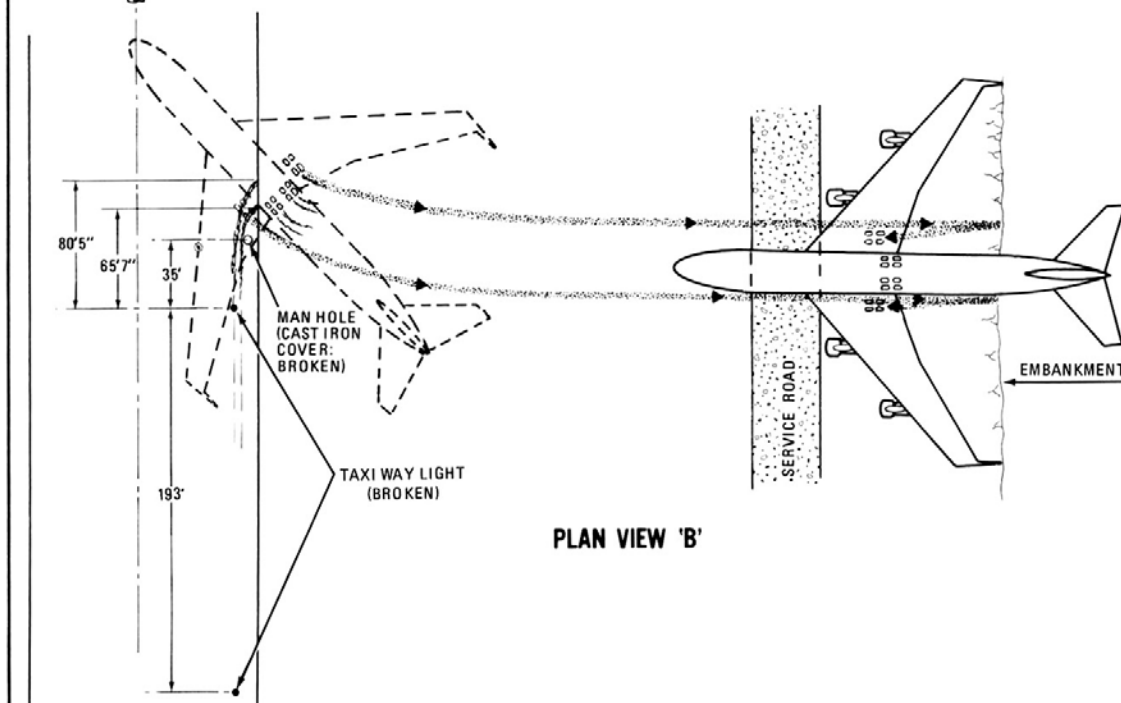 80'5"
65'7"
35'
MAN HOLE
(CAST IRON
COVER:
BROKEN)
193'
TAXI WAY LIGHT
(BROKEN)
SERVICE ROAD
EMBANKMENT
PLAN VIEW 'B'